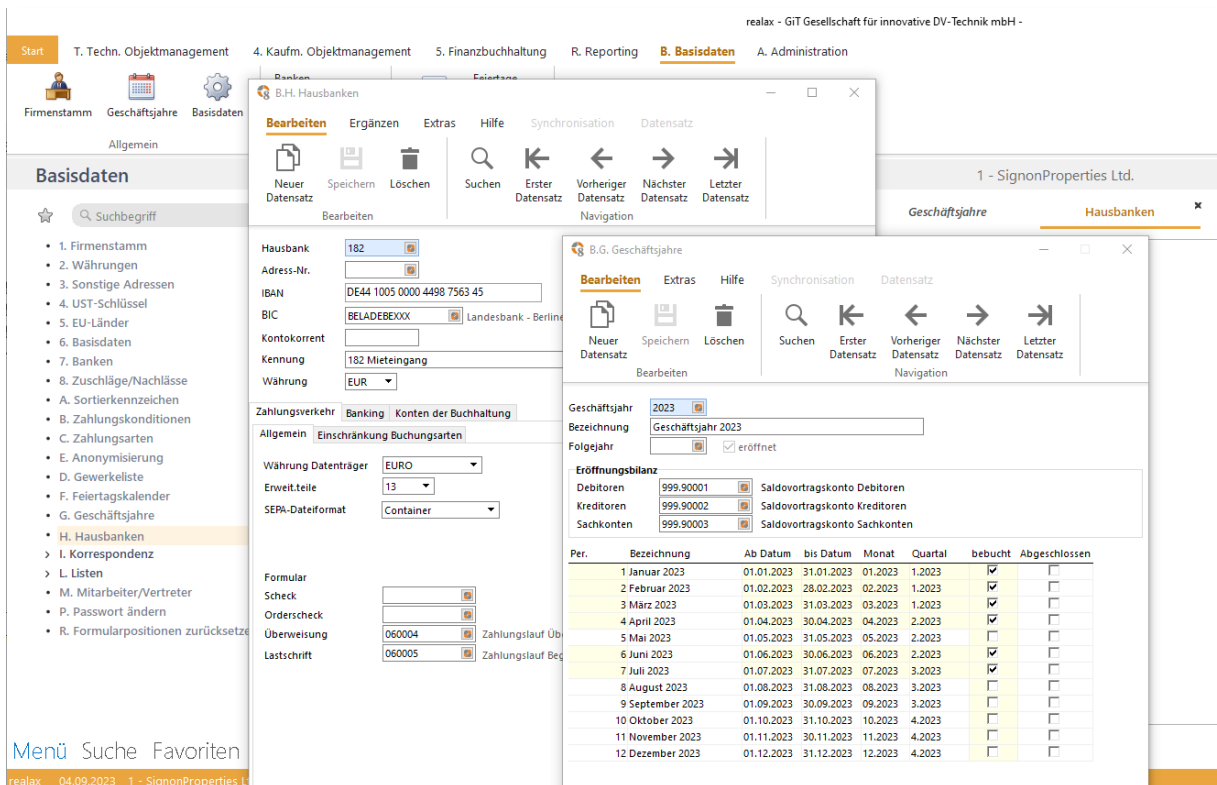 realax - GiT Gesellschaft für innovative DV-Technik mbH -
Start T. Techn. Objektmanagement 4. Kaufm. Objektmanagement 5. Finanzbuchhaltung R. Reporting B. Basisdaten A. Administration
Firmenstamm Geschäftsjahre Basisdaten
Allgemein
Banken Feiertage
Basisdaten
Suchbegriff
1. Firmenstamm
2. Währungen
3. Sonstige Adressen
4. UST-Schlüssel
5. EU-Länder
6. Basisdaten
7. Banken
8. Zuschläge/Nachlässe
A. Sortierkennzeichen
B. Zahlungskonditionen
C. Zahlungsarten
E. Anonymisierung
D. Gewerkeliste
F. Feiertagskalender
G. Geschäftsjahre
H. Hausbanken
I. Korrespondenz
L. Listen
M. Mitarbeiter/Vertreter
P. Passwort ändern
R. Formularpositionen zurücksetze
Menü Suche Favoriten
realax 04.09.2023 1 - SignonProperties Lt
1 - SignonProperties Ltd.
Geschäftsjahre Hausbanken
B.H. Hausbanken
Bearbeiten Ergänzen Extras Hilfe Synchronisation Datensatz
Neuer Datensatz Speichern Löschen Suchen Erster Datensatz Vorheriger Datensatz Nächster Datensatz Letzter Datensatz
Bearbeiten Navigation
Hausbank 182
Adress-Nr.
IBAN DE44 1005 0000 4498 7563 45
BIC BELADEBEXXX Landesbank - Berline
Kontokorrent
Kennung 182 Mieteingang
Währung EUR
Zahlungsverkehr Banking Konten der Buchhaltung
Allgemein Einschränkung Buchungsarten
Währung Datenträger EURO
Erweit.teile 13
SEPA-Dateiformat Container
Formular
Scheck
Orderscheck
Überweisung 060004 Zahlungslauf Üb
Lastschrift 060005 Zahlungslauf Beg
B.G. Geschäftsjahre
Bearbeiten Extras Hilfe Synchronisation Datensatz
Neuer Datensatz Speichern Löschen Suchen Erster Datensatz Vorheriger Datensatz Nächster Datensatz Letzter Datensatz
Bearbeiten Navigation
Geschäftsjahr 2023
Bezeichnung Geschäftsjahr 2023
Folgejahr eröffnet
Eröffnungsbilanz
Debitoren 999.90001 Saldovortragskonto Debitoren
Kreditoren 999.90002 Saldovortragskonto Kreditoren
Sachkonten 999.90003 Saldovortragskonto Sachkonten
Per. Bezeichnung Ab Datum bis Datum Monat Quartal bebucht Abgeschlossen
1 Januar 2023 01.01.2023 31.01.2023 01.2023 1.2023
2 Februar 2023 01.02.2023 28.02.2023 02.2023 1.2023
3 März 2023 01.03.2023 31.03.2023 03.2023 1.2023
4 April 2023 01.04.2023 30.04.2023 04.2023 2.2023
5 Mai 2023 01.05.2023 31.05.2023 05.2023 2.2023
6 Juni 2023 01.06.2023 30.06.2023 06.2023 2.2023
7 Juli 2023 01.07.2023 31.07.2023 07.2023 3.2023
8 August 2023 01.08.2023 31.08.2023 08.2023 3.2023
9 September 2023 01.09.2023 30.09.2023 09.2023 3.2023
10 Oktober 2023 01.10.2023 31.10.2023 10.2023 4.2023
11 November 2023 01.11.2023 30.11.2023 11.2023 4.2023
12 Dezember 2023 01.12.2023 31.12.2023 12.2023 4.2023